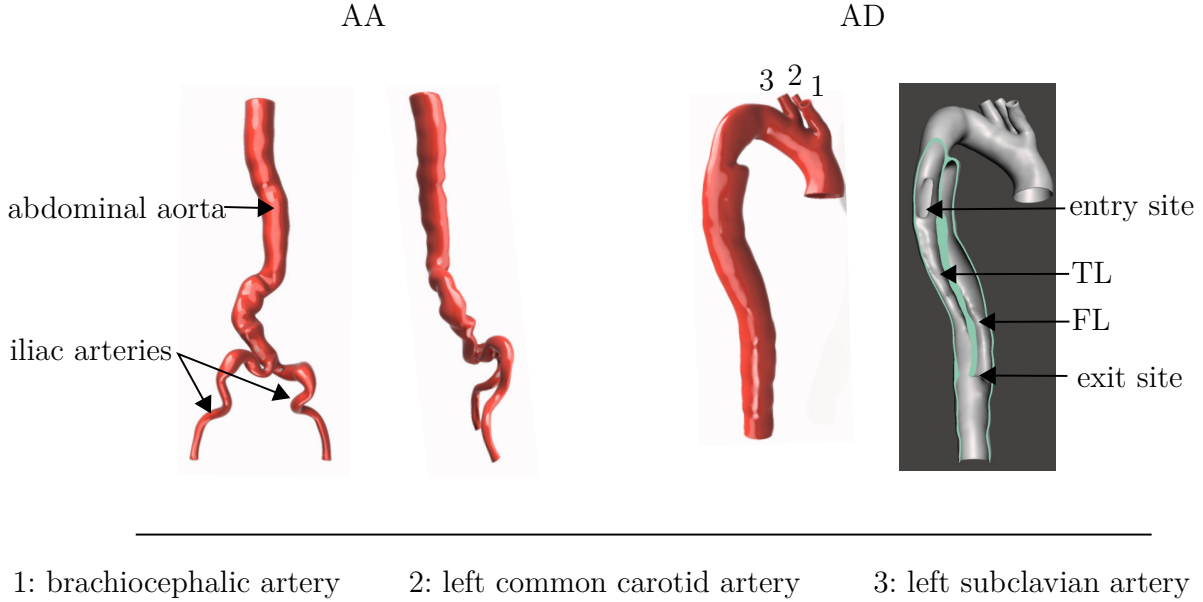 AA
AD
3 2 1
abdominal aorta
entry site
TL
FL
iliac arteries
exit site
1: brachiocephalic artery
2: left common carotid artery
3: left subclavian artery